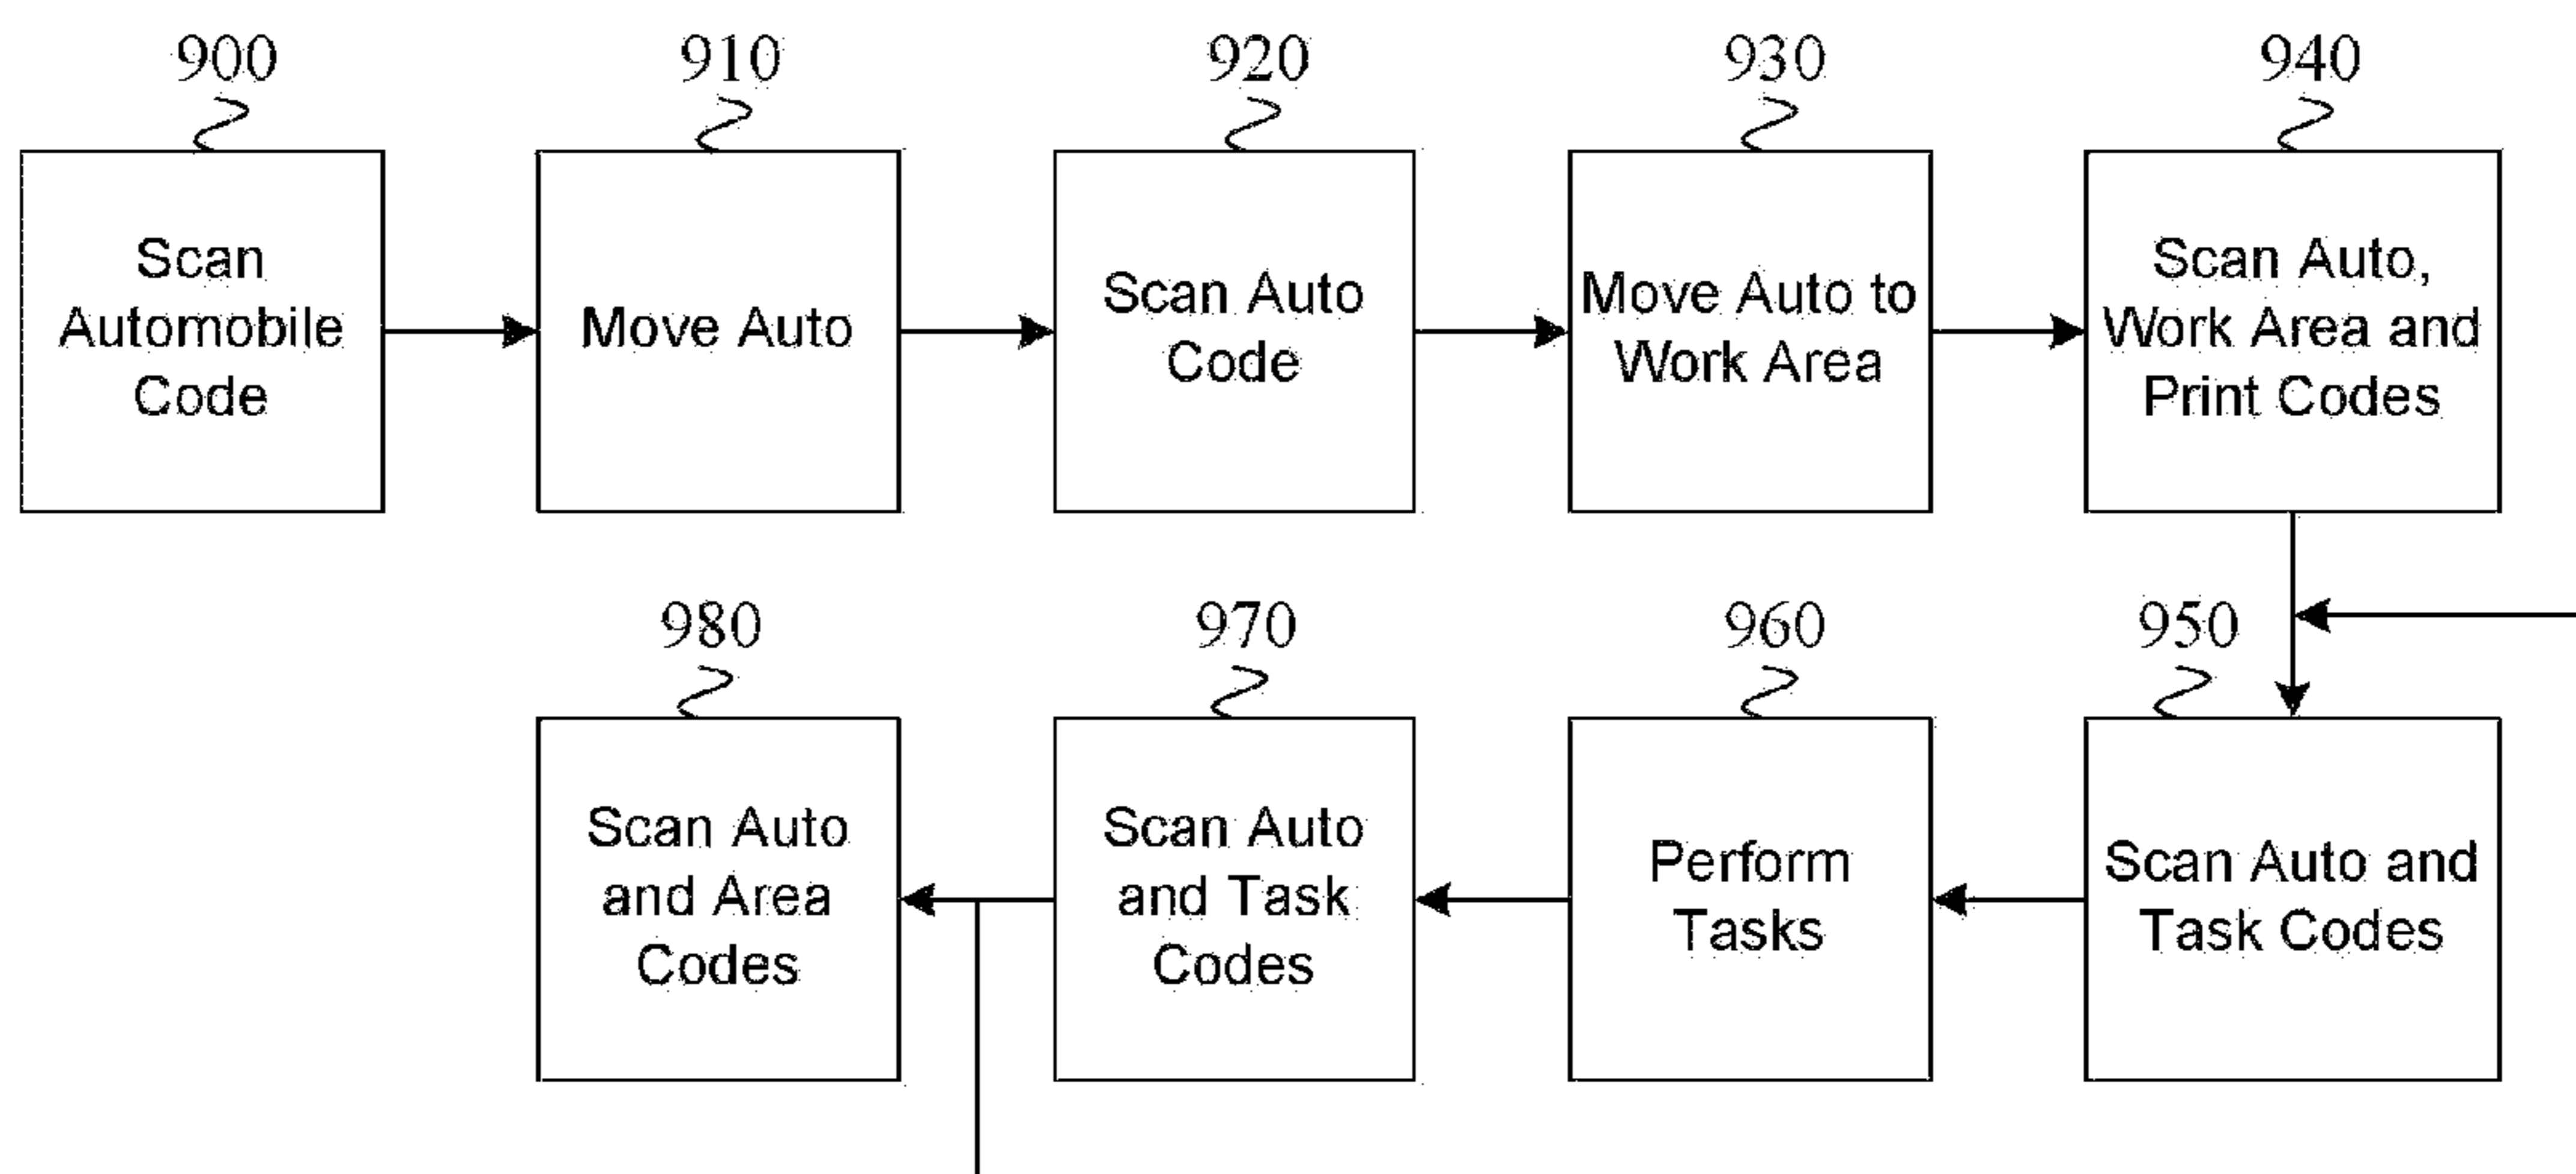 900
910
920
930
940
Scan
Automobile
Code
Move Auto
Scan Auto
Code
Move Auto to
Work Area
Scan Auto,
Work Area and
Print Codes
980
970
960
950
Scan Auto
and Area
Codes
Scan Auto
and Task
Codes
Perform
Tasks
Scan Auto and
Task Codes